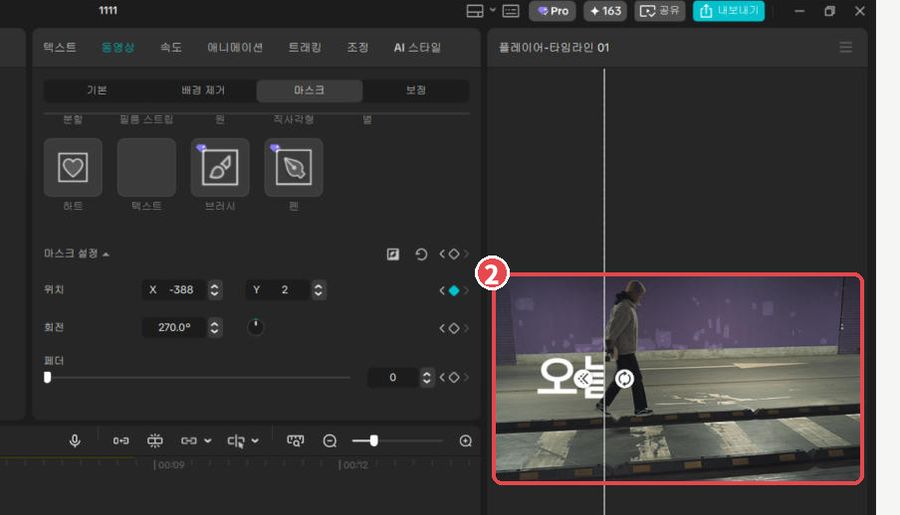 1111
Pro
163
공유
내보내기
텍스트 동영상 속도 애니메이션 트래킹 조정 AI 스타일
플레이어-타임라인 01
기본 배경 제거 마스크 보정
분할 필름 스트립 원 직사각형 별
하트 텍스트 브러시 펜
마스크 설정
위치 X -388 Y 2
2
회전 270.0°
페더
0
오늘
00:09 00:12